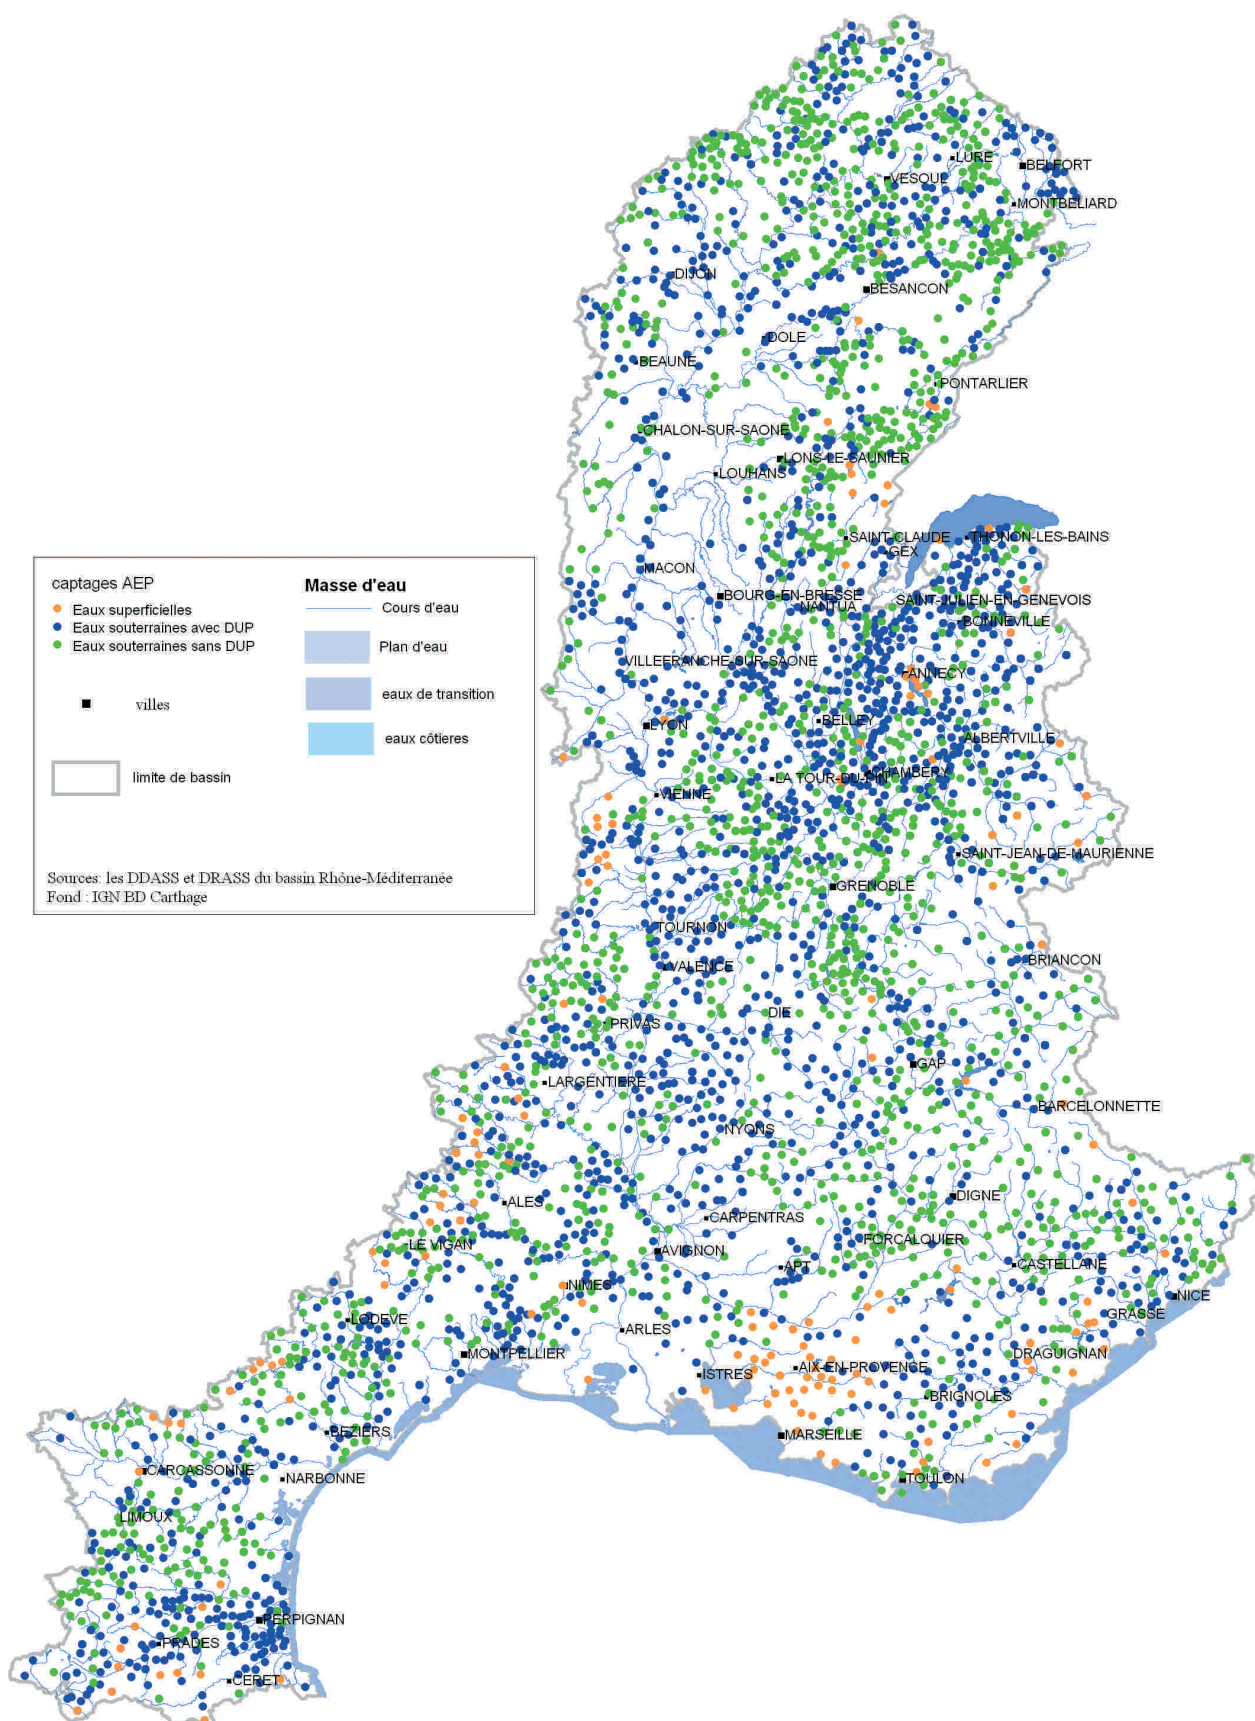 LURE
BELFORT
VESOUL
MONTBELIARD
DIJON
BESANCON
DOLE
BEAUNE
PONTARLIER
CHALON-SUR-SAONE
LONS-LE-SAUNIER
LOUHANS
SAINT-CLAUDE
THONON-LES-BAINS
GEX
MACON
BOURG-EN-BRESSE
NANTUA
SAINT-JULIEN-EN-GENEVOIS
BONNEVILLE
captages AEP
Eaux superficielles
Eaux souterraines avec DUP
Eaux souterraines sans DUP
villes
limite de bassin
Masse d'eau
Cours d'eau
Plan d'eau
eaux de transition
eaux côtieres
Sources: les DDASS et DRASS du bassin Rhône-Méditerranée
Fond : IGN BD Carthage
VILLEFRANCHE-SUR-SAONE
ANNECY
LYON
BELLEY
ALBERTVILLE
LA TOUR-DU-PIN
CHAMBERY
VIENNE
SAINT-JEAN-DE-MAURIENNE
GRENOBLE
TOURNON
VALENCE
BRIANCON
DIE
PRIVAS
GAP
LARGENTIERE
BARCELONNETTE
NYONS
ALES
DIGNE
CARPENTRAS
LE VIGAN
FORCALQUIER
AVIGNON
APT
CASTELLANE
NIMES
NICE
GRASSE
LODEVE
ARLES
MONTPELLIER
DRAGUIGNAN
ISTRES
AIX-EN-PROVENCE
BRIGNOLES
BEZIERS
MARSEILLE
CARCASSONNE
NARBONNE
TOULON
LIMOUX
PERPIGNAN
PRADES
CERET